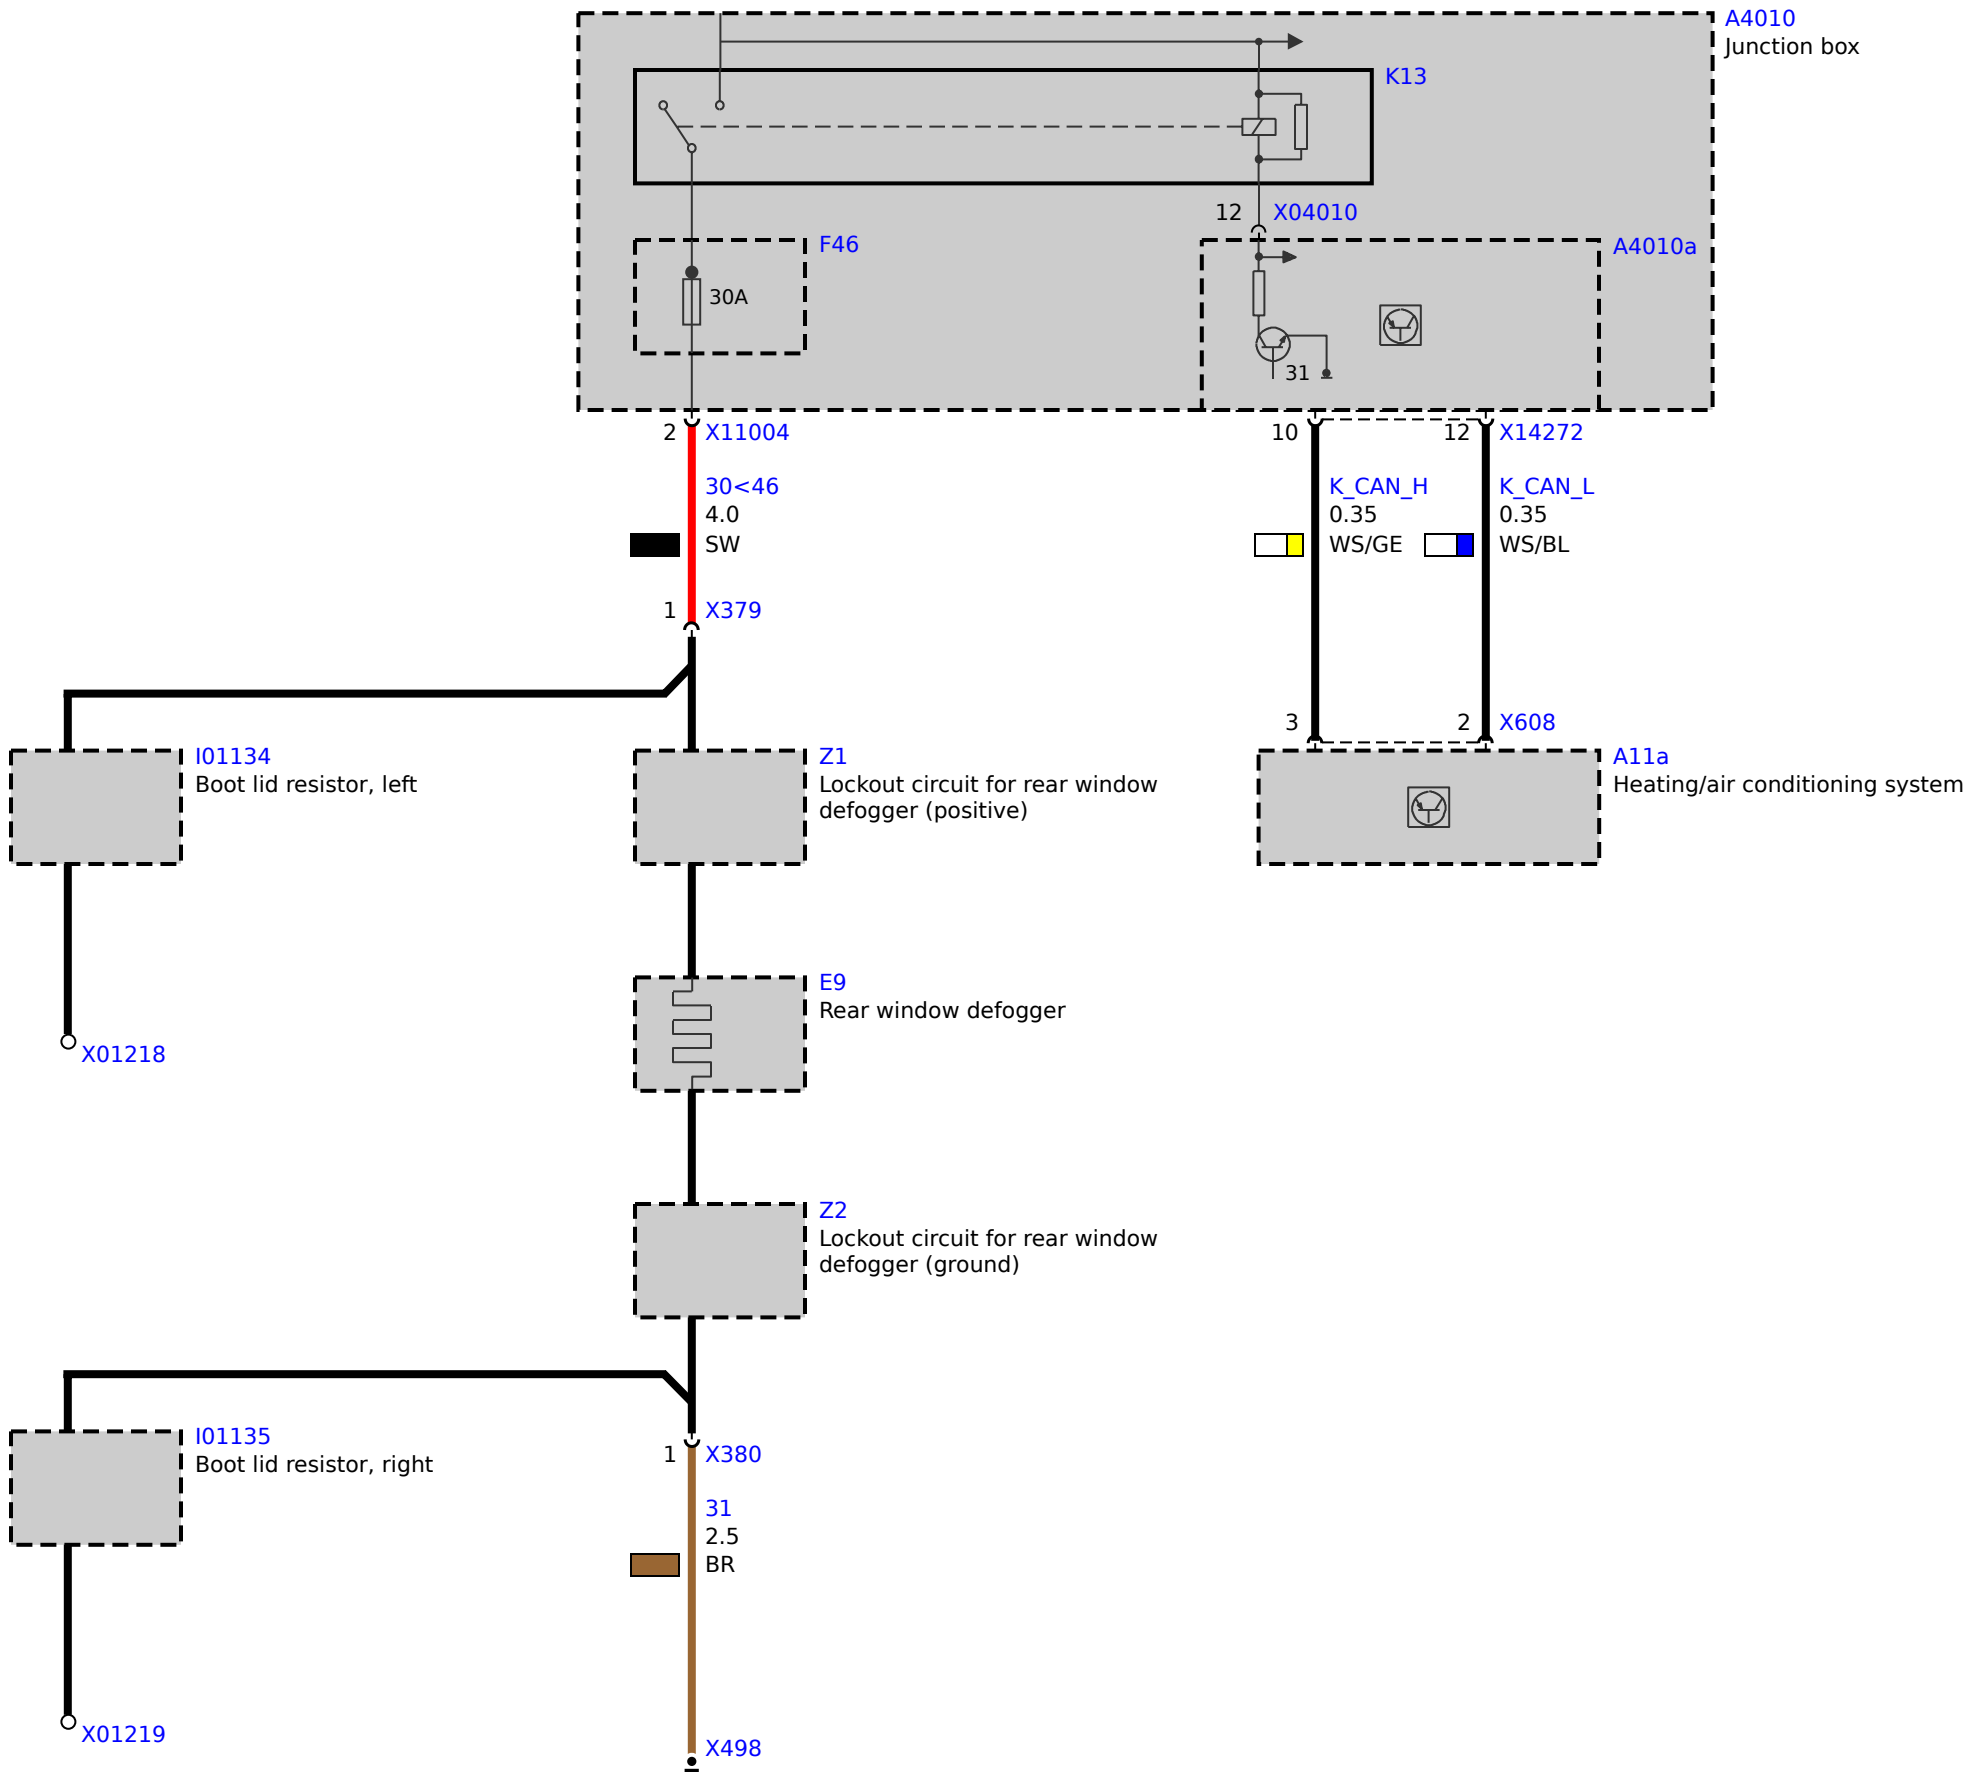 A4010
Junction box
K13
12 X04010
F46
A4010a
30A
31
2 X11004
10
12 X14272
30<46
4.0
SW
K_CAN_H
0.35
WS/GE
K_CAN_L
0.35
WS/BL
1 X379
3
2 X608
I01134
Boot lid resistor, left
Z1
Lockout circuit for rear window
defogger (positive)
A11a
Heating/air conditioning system
E9
Rear window defogger
X01218
Z2
Lockout circuit for rear window
defogger (ground)
I01135
Boot lid resistor, right
1 X380
31
2.5
BR
X01219
X498